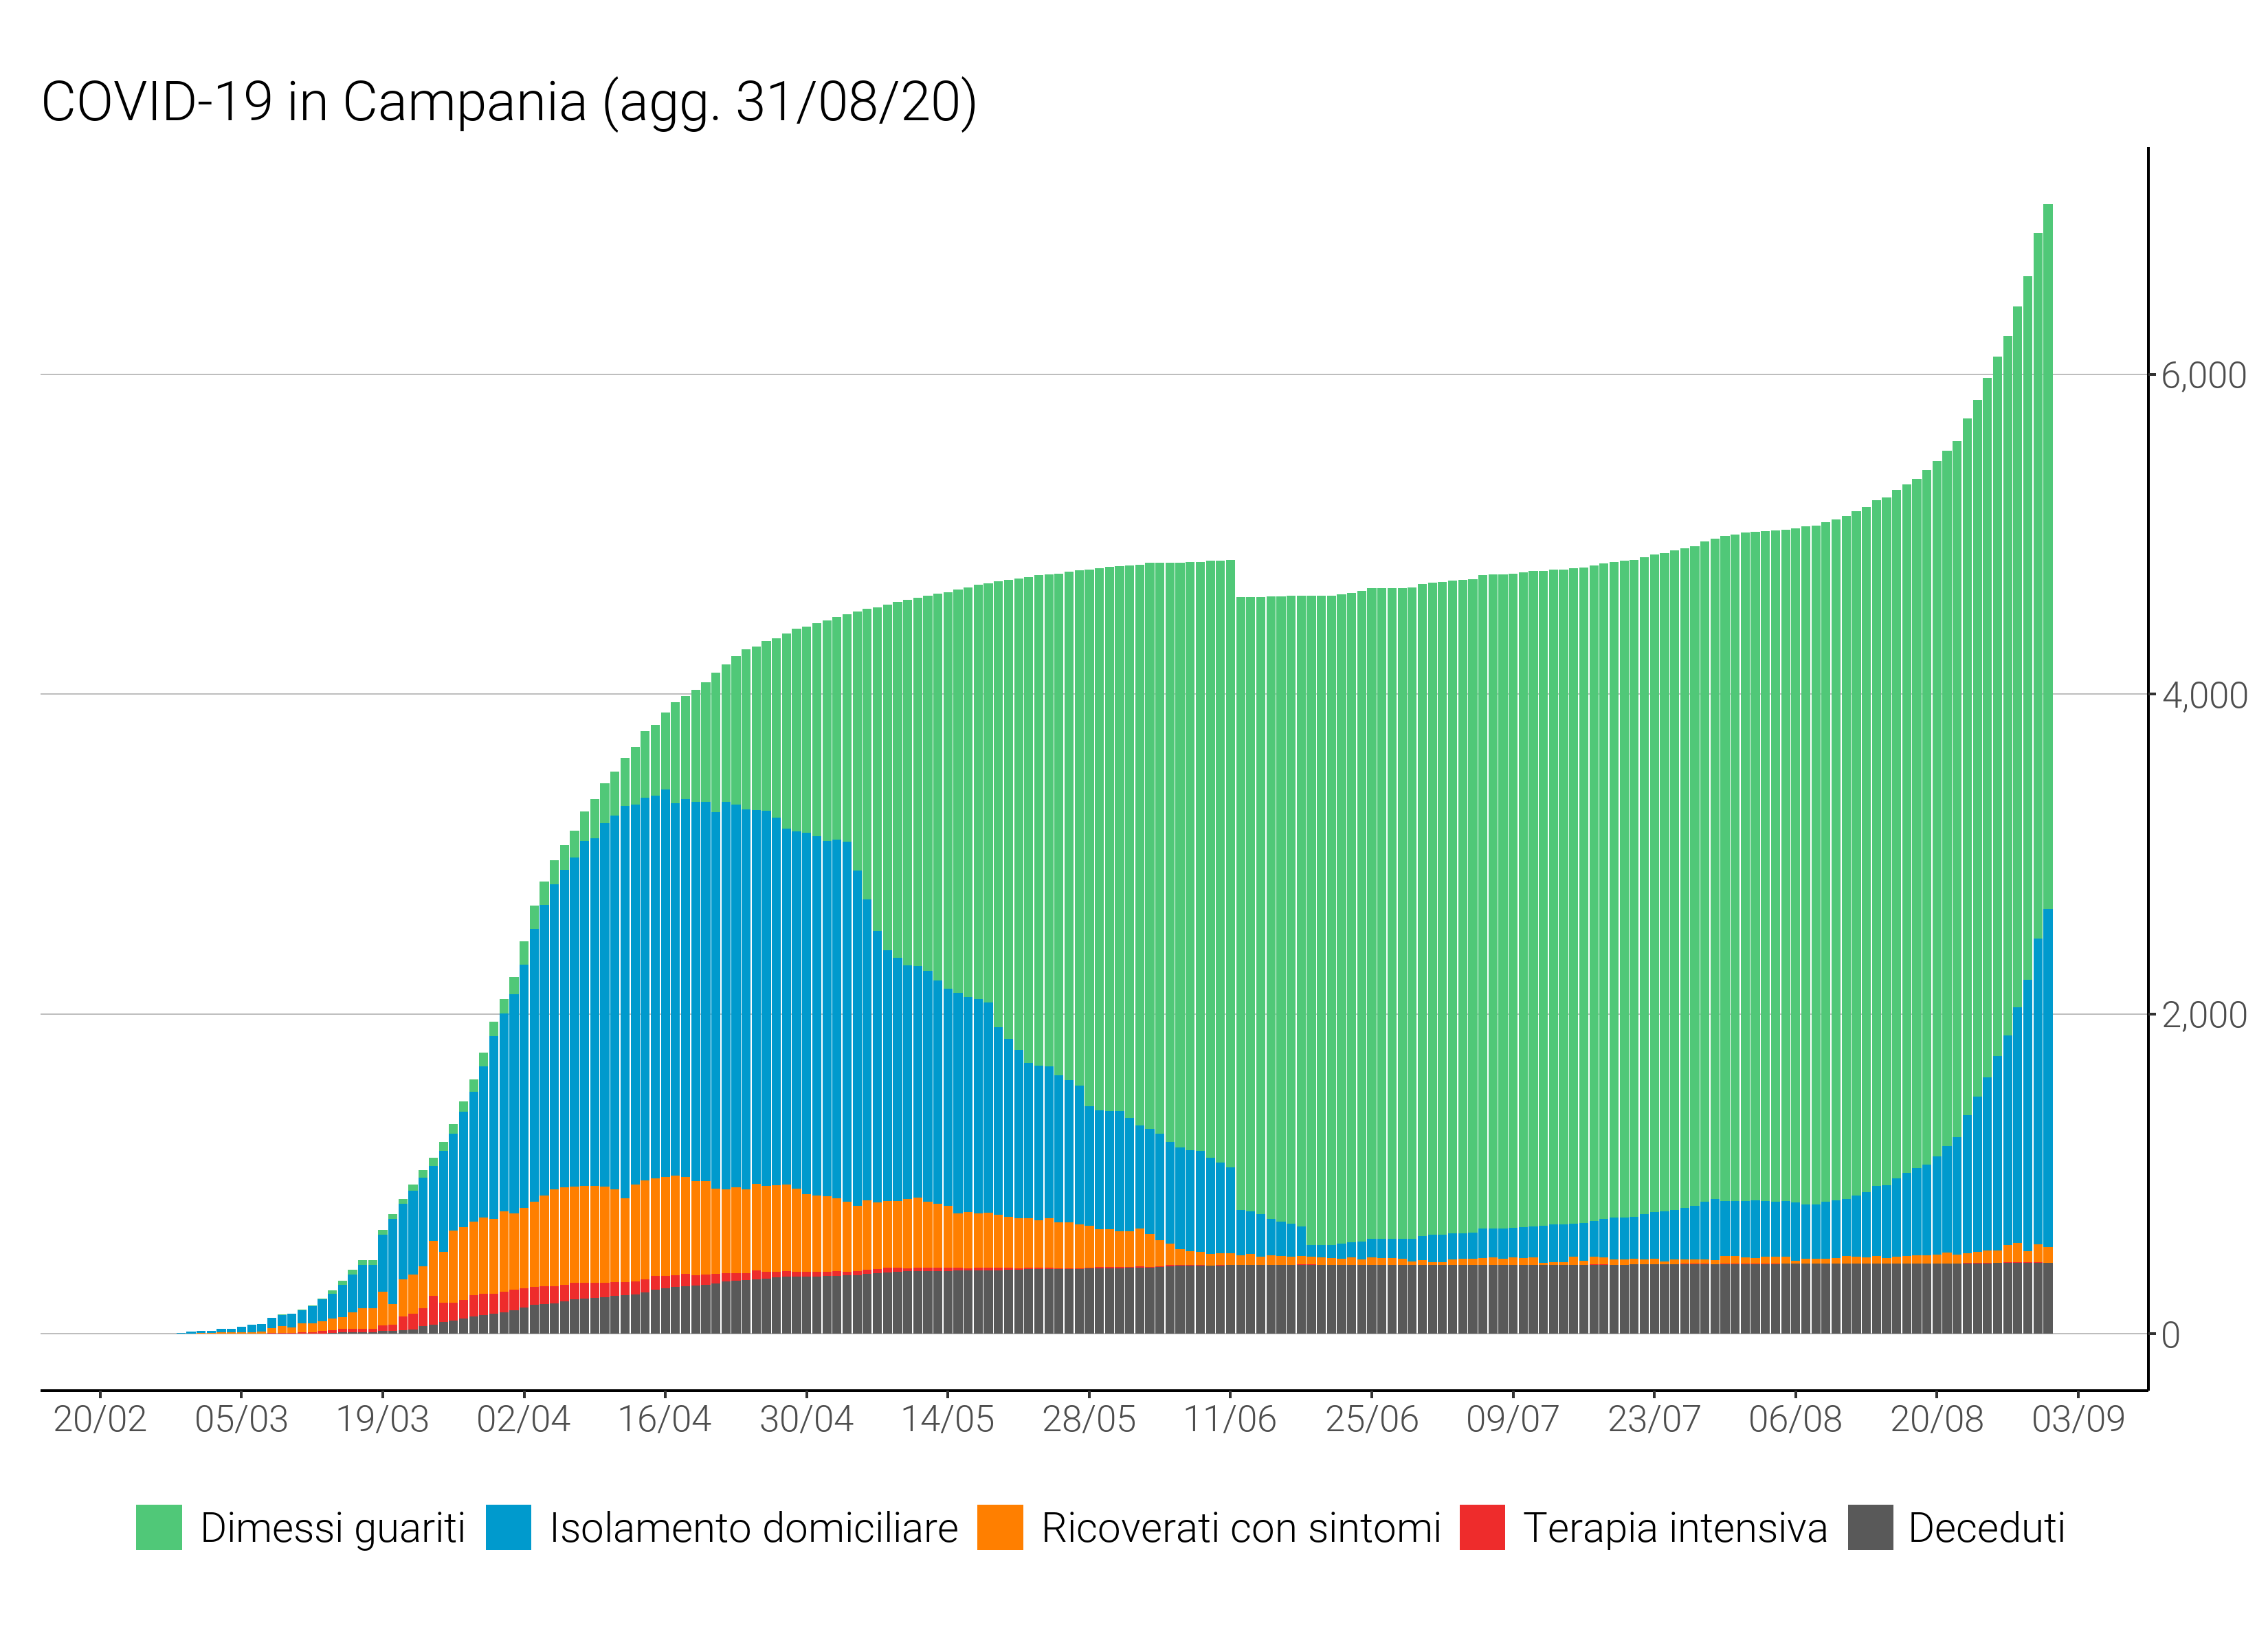 COVID-19 in Campania (agg. 31/08/20)
6,000
4,000
2,000
0
20/02 05/03 19/03 02/04 16/04 30/04 14/05 28/05 11/06 25/06 09/07 23/07 06/08 20/08 03/09
Dimessi guariti Isolamento domiciliare Ricoverati con sintomi Terapia intensiva Deceduti